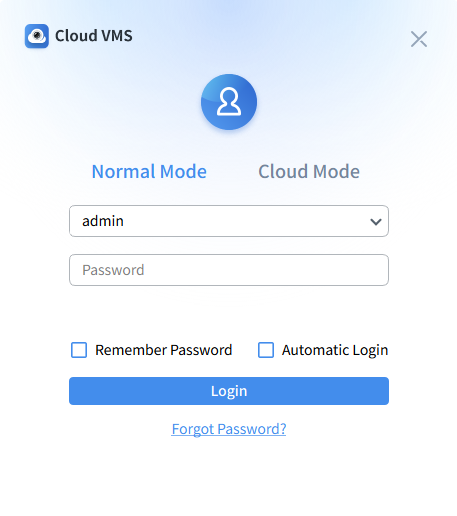 Cloud VMS
Normal Mode Cloud Mode
admin
Password
Remember Password Automatic Login
Login
Forgot Password?